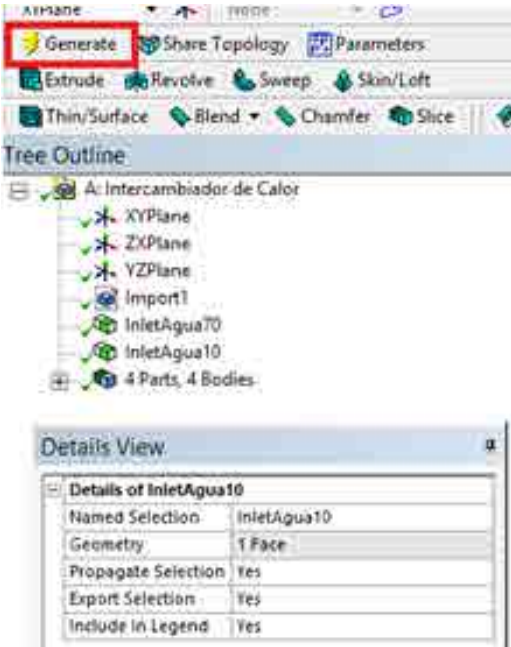 XYPlane
None
Generate Share Topology Parameters
Extrude Revolve Sweep Skin/Loft
Thin/Surface Blend Chamfer Slice
Tree Outline
A: Intercambiador de Calor
XYPlane
ZXPlane
YZPlane
Import1
InletAgua70
InletAgua10
4 Parts, 4 Bodies
Details View
Details of InletAgua10
Named Selection InletAgua10
Geometry 1 Face
Propagate Selection Yes
Export Selection Yes
Include in Legend Yes